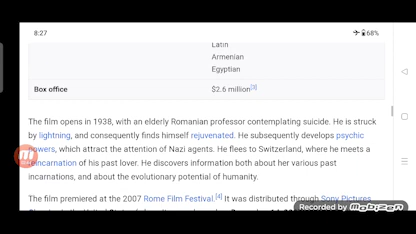 8:27
68%
Latin
Armenian
Egyptian
Box office
$2.6 million[3]
The film opens in 1938, with an elderly Romanian professor contemplating suicide. He is struck
by lightning, and consequently finds himself rejuvenated. He subsequently develops psychic
powers, which attract the attention of Nazi agents. He flees to Switzerland, where he meets a
reincarnation of his past lover. He discovers information both about her various past
incarnations, and about the evolutionary potential of humanity.
The film premiered at the 2007 Rome Film Festival.[4] It was distributed through Sony Pictures
Recorded by MOBIZEN